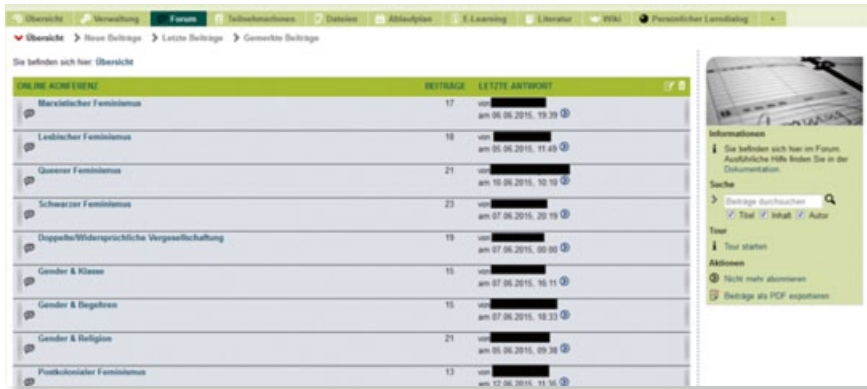 Übersicht Verwaltung Forum TeilnehmerInnen Dateien Ablaufplan E-Learning Literatur Wiki Persönlicher Lerndialog +
Übersicht Neue Beiträge Letzte Beiträge Gemerkte Beiträge
Sie befinden sich hier: Übersicht
ONLINE KONFERENZ BEITRÄGE LETZTE ANTWORT
Marxistischer Feminismus 17 von
am 06.06.2015, 19:39
Lesbischer Feminismus 18 von
am 05.06.2015, 11:49
Queerer Feminismus 21 von
am 10.06.2015, 10:10
Schwarzer Feminismus 23 von
am 07.06.2015, 20:19
Doppelte/Widersprüchliche Vergesellschaftung 19 von
am 07.06.2015, 00:00
Gender & Klasse 15 von
am 07.06.2015, 16:11
Gender & Begehren 15 von
am 07.06.2015, 18:33
Gender & Religion 21 von
am 05.06.2015, 09:38
Postkolonialer Feminismus 13 von
am 12.06.2015, 11:35
Informationen
Sie befinden sich hier im Forum.
Ausführliche Hilfe finden Sie in der
Dokumentation.
Suche
Beiträge durchsuchen
Titel Inhalt Autor
Tour
Tour starten
Aktionen
Nicht mehr abonnieren
Beiträge als PDF exportieren